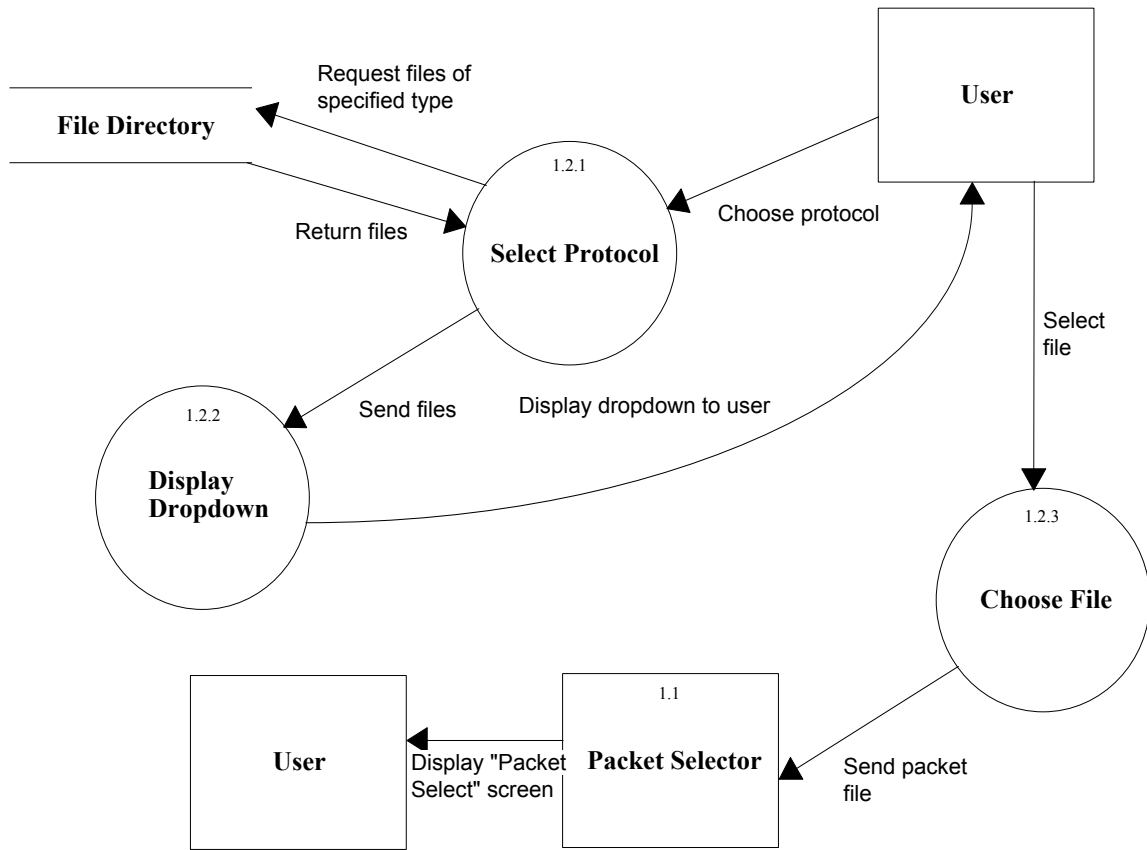 Request files of
specified type
User
File Directory
1.2.1
Choose protocol
Return files
Select Protocol
Select
file
Send files
Display dropdown to user
1.2.2
Display
Dropdown
1.2.3
Choose File
1.1
User
Display "Packet
Select" screen
Packet Selector
Send packet
file